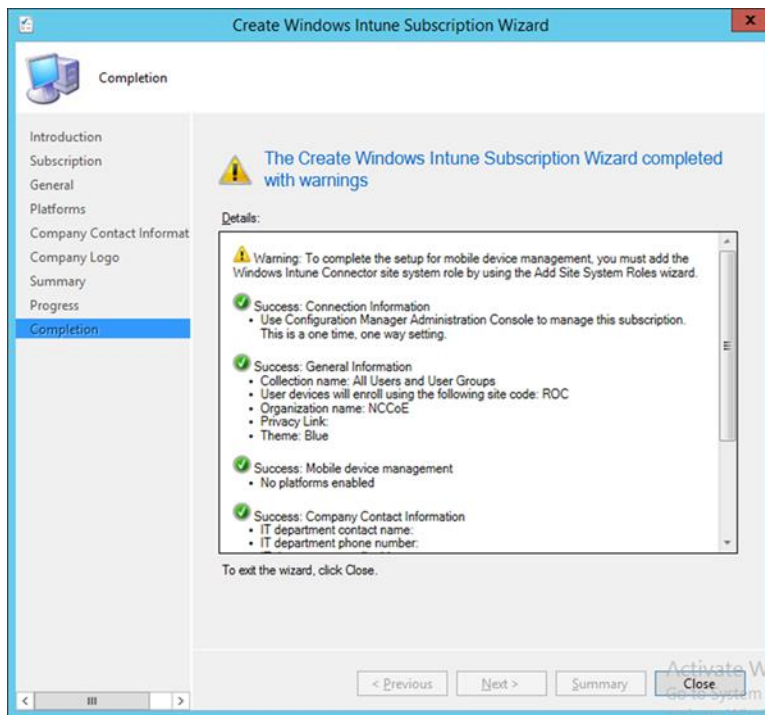 Create Windows Intune Subscription Wizard
x
Completion
Introduction
Subscription
General
Platforms
Company Contact Informat
Company Logo
Summary
Progress
Completion
The Create Windows Intune Subscription Wizard completed
with warnings
Details:
Warning: To complete the setup for mobile device management, you must add the
Windows Intune Connector site system role by using the Add Site System Roles wizard.
Success: Connection Information
• Use Configuration Manager Administration Console to manage this subscription.
This is a one time, one way setting.
Success: General Information
• Collection name: All Users and User Groups
• User devices will enroll using the following site code: ROC
• Organization name: NCCoE
• Privacy Link:
• Theme: Blue
Success: Mobile device management
• No platforms enabled
Success: Company Contact Information
• IT department contact name:
• IT department phone number:
To exit the wizard, click Close.
Activate W
< Previous
Next >
Summary
Close
Go to System